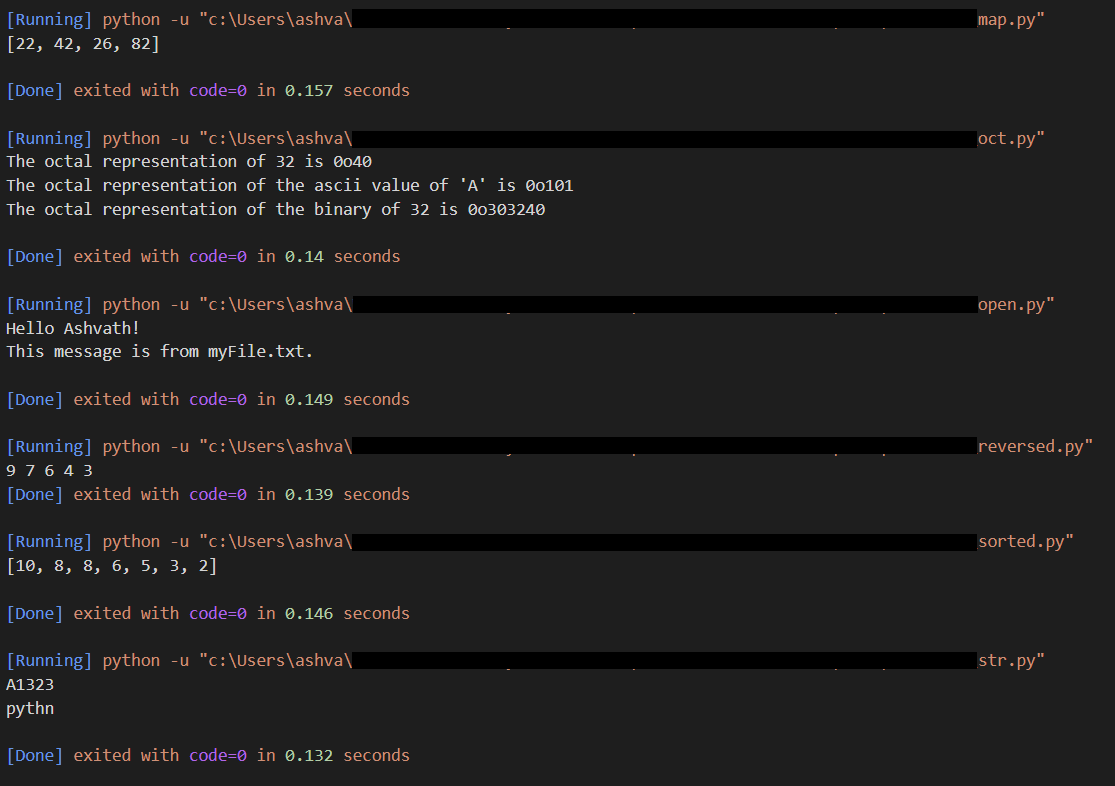 [Running] python -u "c:\Users\ashva\map.py"
[22, 42, 26, 82]
[Done] exited with code=0 in 0.157 seconds
[Running] python -u "c:\Users\ashva\oct.py"
The octal representation of 32 is 0o40
The octal representation of the ascii value of 'A' is 0o101
The octal representation of the binary of 32 is 0o303240
[Done] exited with code=0 in 0.14 seconds
[Running] python -u "c:\Users\ashva\open.py"
Hello Ashvath!
This message is from myFile.txt.
[Done] exited with code=0 in 0.149 seconds
[Running] python -u "c:\Users\ashva\reversed.py"
9 7 6 4 3
[Done] exited with code=0 in 0.139 seconds
[Running] python -u "c:\Users\ashva\sorted.py"
[10, 8, 8, 6, 5, 3, 2]
[Done] exited with code=0 in 0.146 seconds
[Running] python -u "c:\Users\ashva\str.py"
A1323
pythn
[Done] exited with code=0 in 0.132 seconds